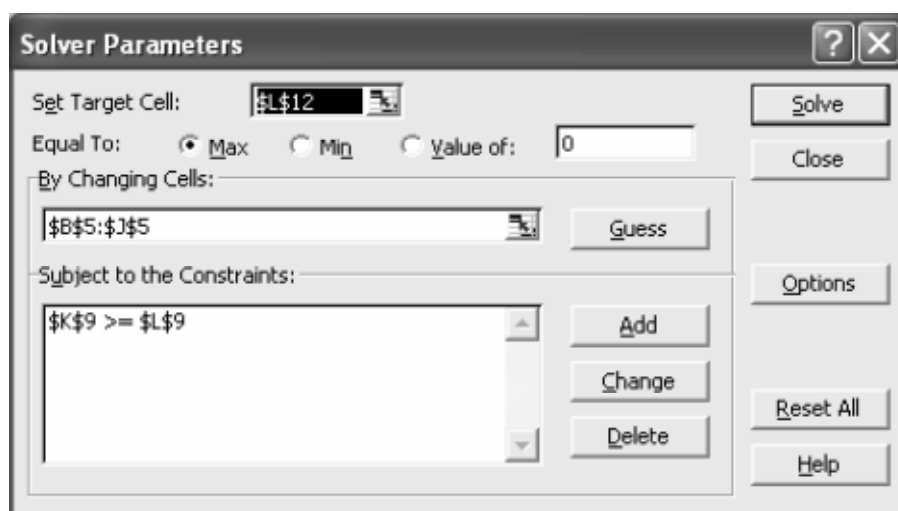 Solver Parameters
? X
Set Target Cell: $L$12 Solve
Equal To: Max Min Value of: 0 Close
By Changing Cells:
$B$5:$J$5 Guess
Subject to the Constraints: Options
$K$9 >= $L$9 Add
Change
Reset All
Delete
Help